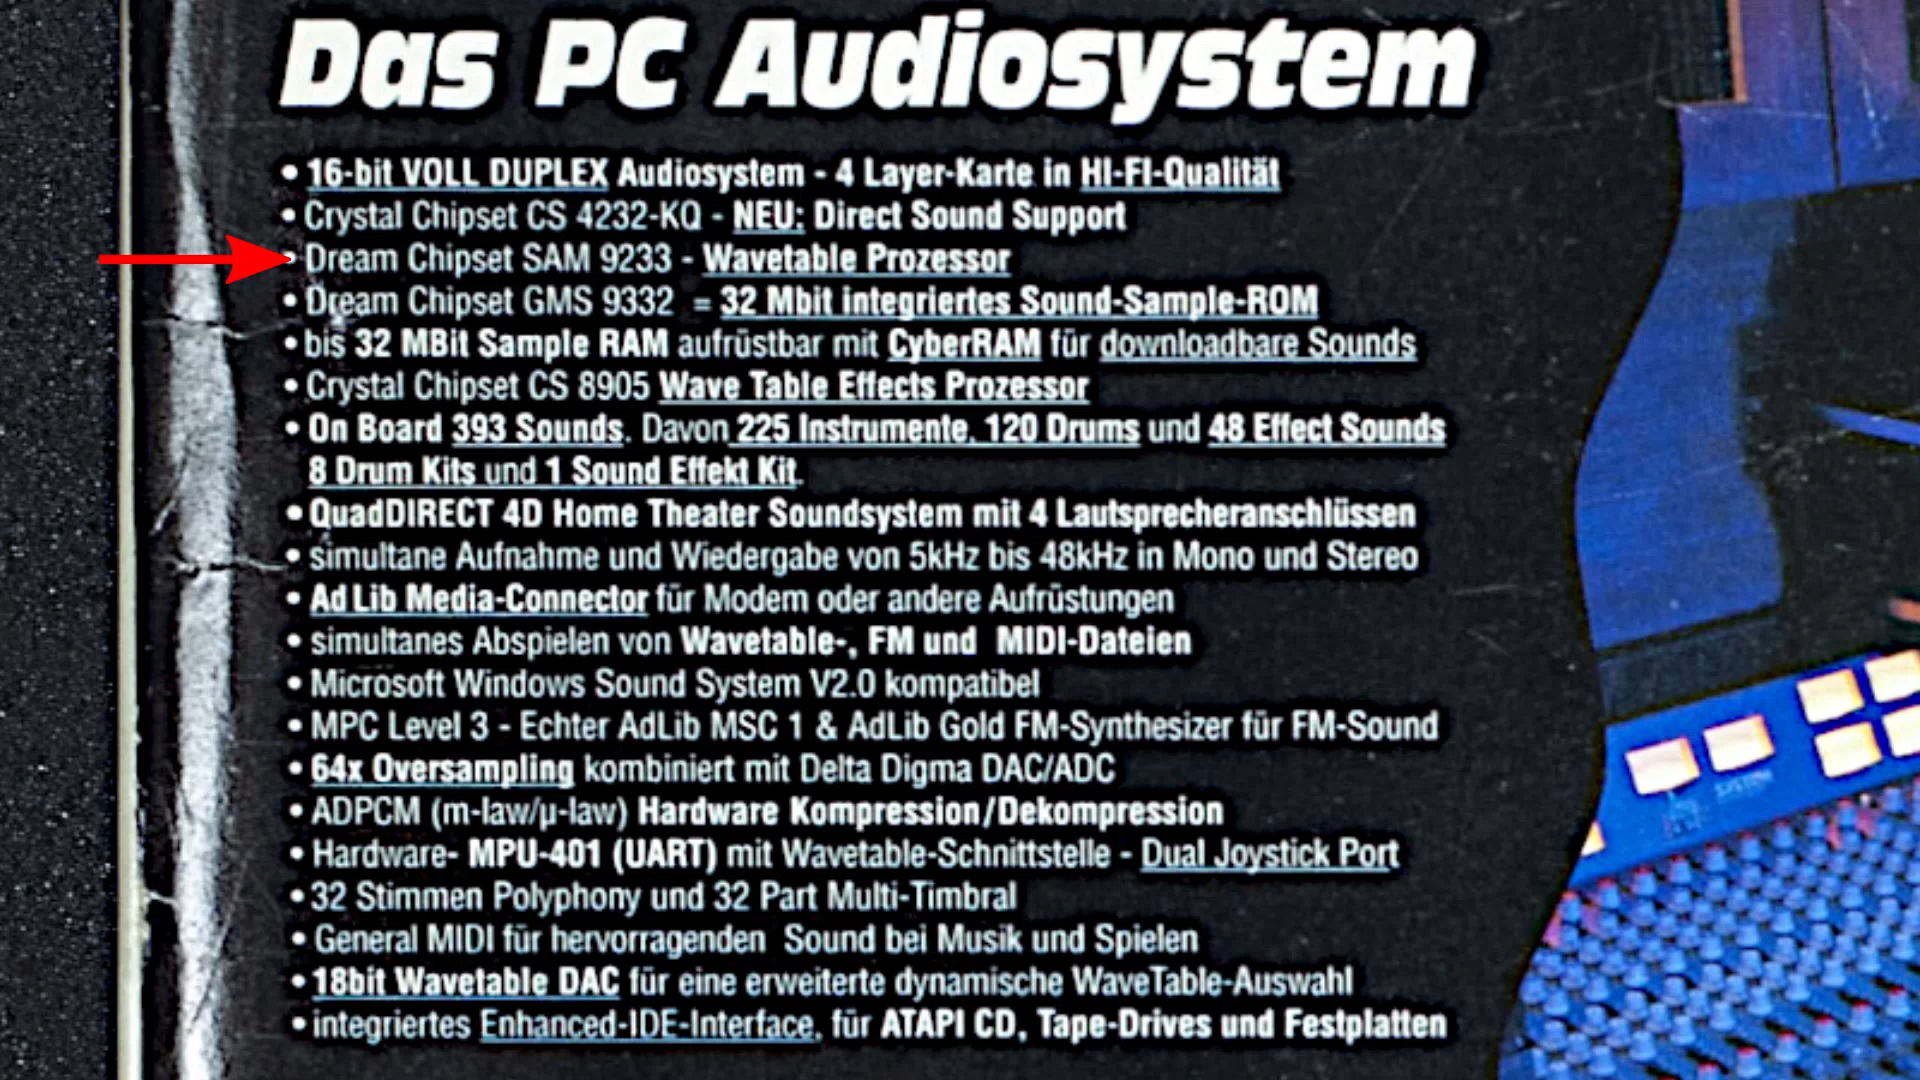 Das PC Audiosystem
• 16-bit VOLL DUPLEX Audiosystem - 4 Layer-Karte in HI-FI-Qualität
• Crystal Chipset CS 4232-KQ - NEU: Direct Sound Support
• Dream Chipset SAM 9233 - Wavetable Prozessor
• Dream Chipset GMS 9332 = 32 Mbit integriertes Sound-Sample-ROM
• bis 32 MBit Sample RAM aufrüstbar mit CyberRAM für downloadbare Sounds
• Crystal Chipset CS 8905 Wave Table Effects Prozessor
• On Board 393 Sounds. Davon 225 Instrumente, 120 Drums und 48 Effect Sounds
8 Drum Kits und 1 Sound Effekt Kit.
• QuadDIRECT 4D Home Theater Soundsystem mit 4 Lautsprecheranschlüssen
• simultane Aufnahme und Wiedergabe von 5kHz bis 48kHz in Mono und Stereo
• Ad Lib Media-Connector für Modem oder andere Aufrüstungen
• simultanes Abspielen von Wavetable-, FM und MIDI-Dateien
• Microsoft Windows Sound System V2.0 kompatibel
• MPC Level 3 - Echter AdLib MSC 1 & AdLib Gold FM-Synthesizer für FM-Sound
• 64x Oversampling kombiniert mit Delta Digma DAC/ADC
• ADPCM (m-law/µ-law) Hardware Kompression/Dekompression
• Hardware- MPU-401 (UART) mit Wavetable-Schnittstelle - Dual Joystick Port
• 32 Stimmen Polyphony und 32 Part Multi-Timbral
• General MIDI für hervorragenden Sound bei Musik und Spielen
• 18bit Wavetable DAC für eine erweiterte dynamische WaveTable-Auswahl
• integriertes Enhanced-IDE-Interface, für ATAPI CD, Tape-Drives und Festplatten